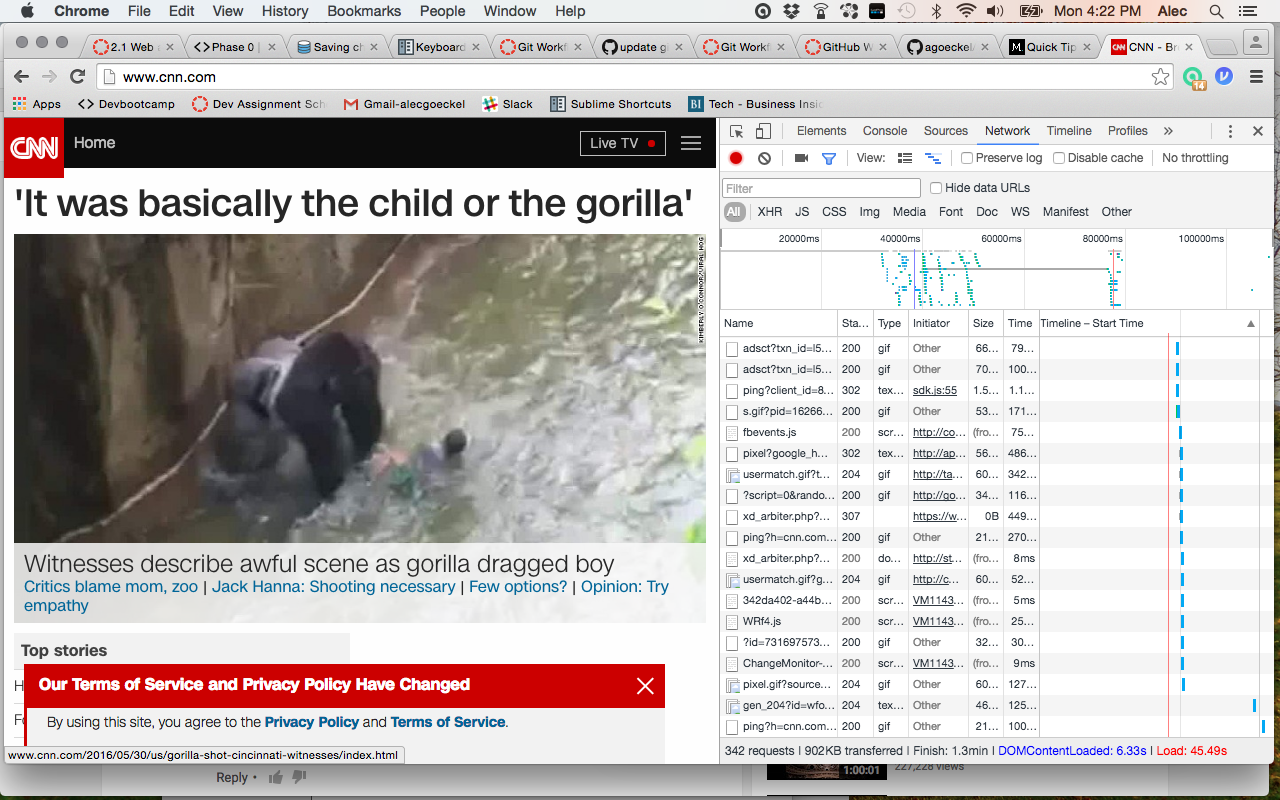 Chrome File Edit View History Bookmarks People Window Help Mon 4:22 PM Alec
2.1 Web Phase 0 | Saving ch Keyboard Git Workf update g Git Workf GitHub W agoecke Quick Tip CNN - Br
www.cnn.com 14
Apps Devbootcamp Dev Assignment Sch Gmail-alecgoeckel Slack Sublime Shortcuts BI Tech - Business Insi
CNN Home Live TV
'It was basically the child or the gorilla'
KIMBERLY O'CONNOR/VIRAL HOG
Witnesses describe awful scene as gorilla dragged boy
Critics blame mom, zoo | Jack Hanna: Shooting necessary | Few options? | Opinion: Try
empathy
Top stories
Our Terms of Service and Privacy Policy Have Changed
By using this site, you agree to the Privacy Policy and Terms of Service.
www.cnn.com/2016/05/30/us/gorilla-shot-cincinnati-witnesses/index.html
Reply •
1:00:01
227,228 views
Elements Console Sources Network Timeline Profiles »
View: Preserve log Disable cache No throttling
Filter Hide data URLs
All XHR JS CSS Img Media Font Doc WS Manifest Other
20000ms 40000ms 60000ms 80000ms 100000ms
Name Sta... Type Initiator Size Time Timeline – Start Time
adsct?txn_id=l5... 200 gif Other 66... 79...
adsct?txn_id=l5... 200 gif Other 70... 100...
ping?client_id=8... 302 tex... sdk.js:55 1.5... 1.1...
s.gif?pid=16266... 200 gif Other 53... 171...
fbevents.js 200 scr... http://co... (fro... 75...
pixel?google_h... 302 tex... http://ap... 56... 486...
usermatch.gif?t... 204 gif http://ta... 60... 342...
?script=0&rando... 200 gif http://go... 34... 116...
xd_arbiter.php?... 307 https://w... 0B 449...
ping?h=cnn.com... 200 gif Other 21... 270...
xd_arbiter.php?... 200 do... http://st... (fro... 8ms
usermatch.gif?g... 204 gif http://c... 60... 52...
342da402-a44b... 200 scr... VM1143... (fro... 5ms
WRf4.js 200 scr... VM1143... (fro... 25...
?id=731697573... 200 gif Other 32... 30...
ChangeMonitor-... 200 scr... VM1143... (fro... 9ms
pixel.gif?source... 204 gif Other 60... 127...
gen_204?id=wfo... 204 tex... Other 46... 125...
ping?h=cnn.com... 200 gif Other 21... 100...
342 requests | 902KB transferred | Finish: 1.3min | DOMContentLoaded: 6.33s | Load: 45.49s